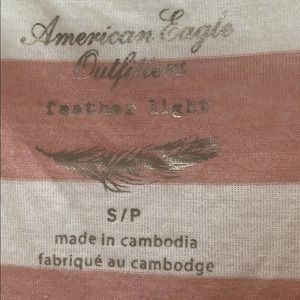 American Eagle
Outfitters
feather light
S/P
made in cambodia
fabriqué au cambodge